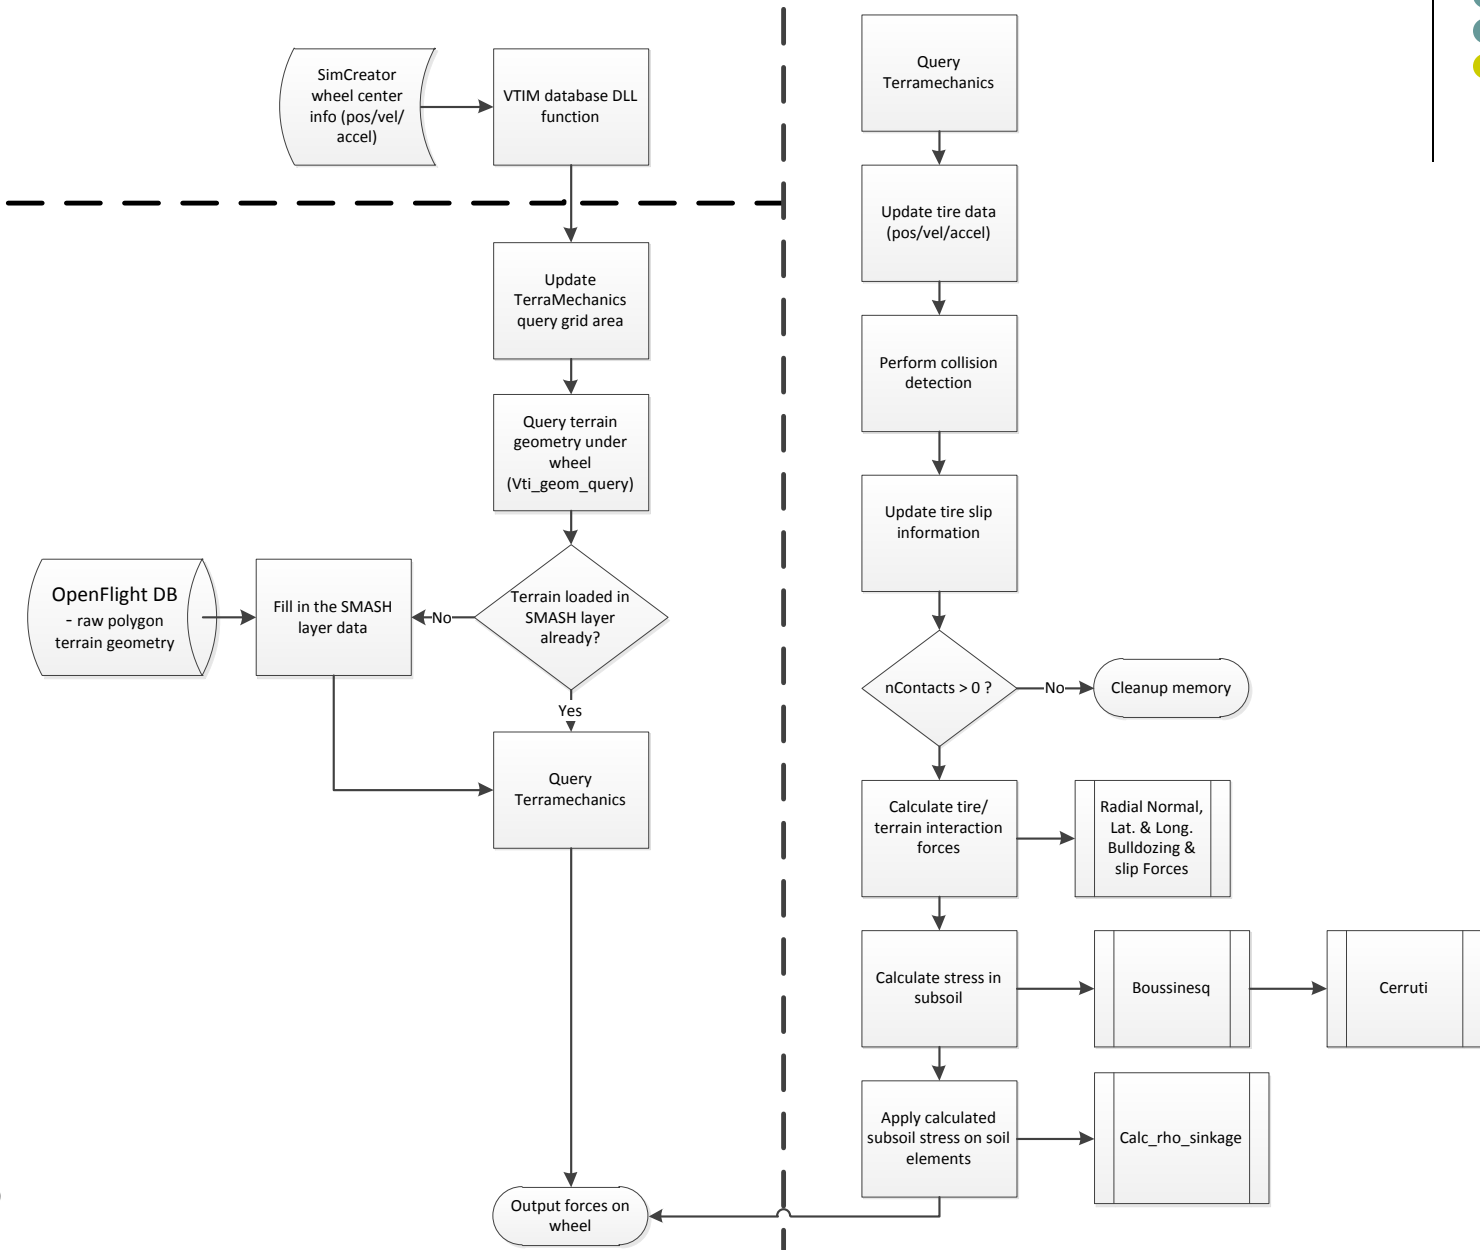 SimCreator
wheel center
info (pos/vel/
accel)
VTIM database DLL
function
Update
TerraMechanics
query grid area
Query terrain
geometry under
wheel
(Vti_geom_query)
OpenFlight DB
- raw polygon
terrain geometry
Fill in the SMASH
layer data
No
Terrain loaded in
SMASH layer
already?
Yes
Query
Terramechanics
Output forces on
wheel
Query
Terramechanics
Update tire data
(pos/vel/accel)
Perform collision
detection
Update tire slip
information
nContacts > 0 ?
No
Cleanup memory
Calculate tire/
terrain interaction
forces
Radial Normal,
Lat. & Long.
Bulldozing &
slip Forces
Calculate stress in
subsoil
Boussinesq
Cerruti
Apply calculated
subsoil stress on soil
elements
Calc_rho_sinkage